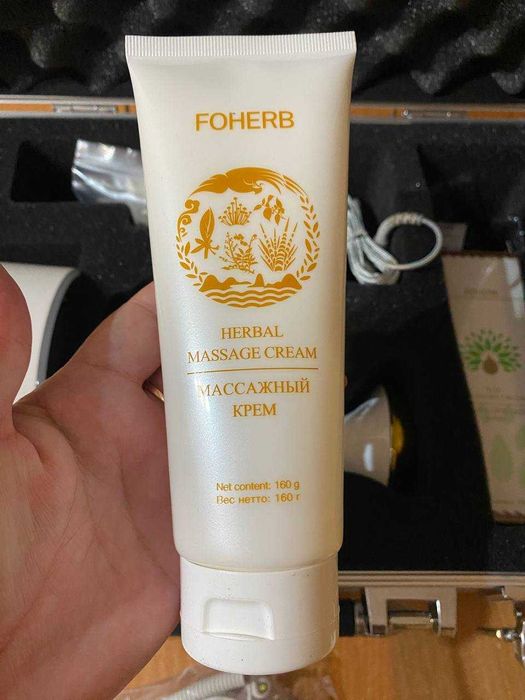 FOHERB
HERBAL
MASSAGE CREAM
МАССАЖНЫЙ
КРЕМ
Net content: 160 g
Вес нетто: 160 г